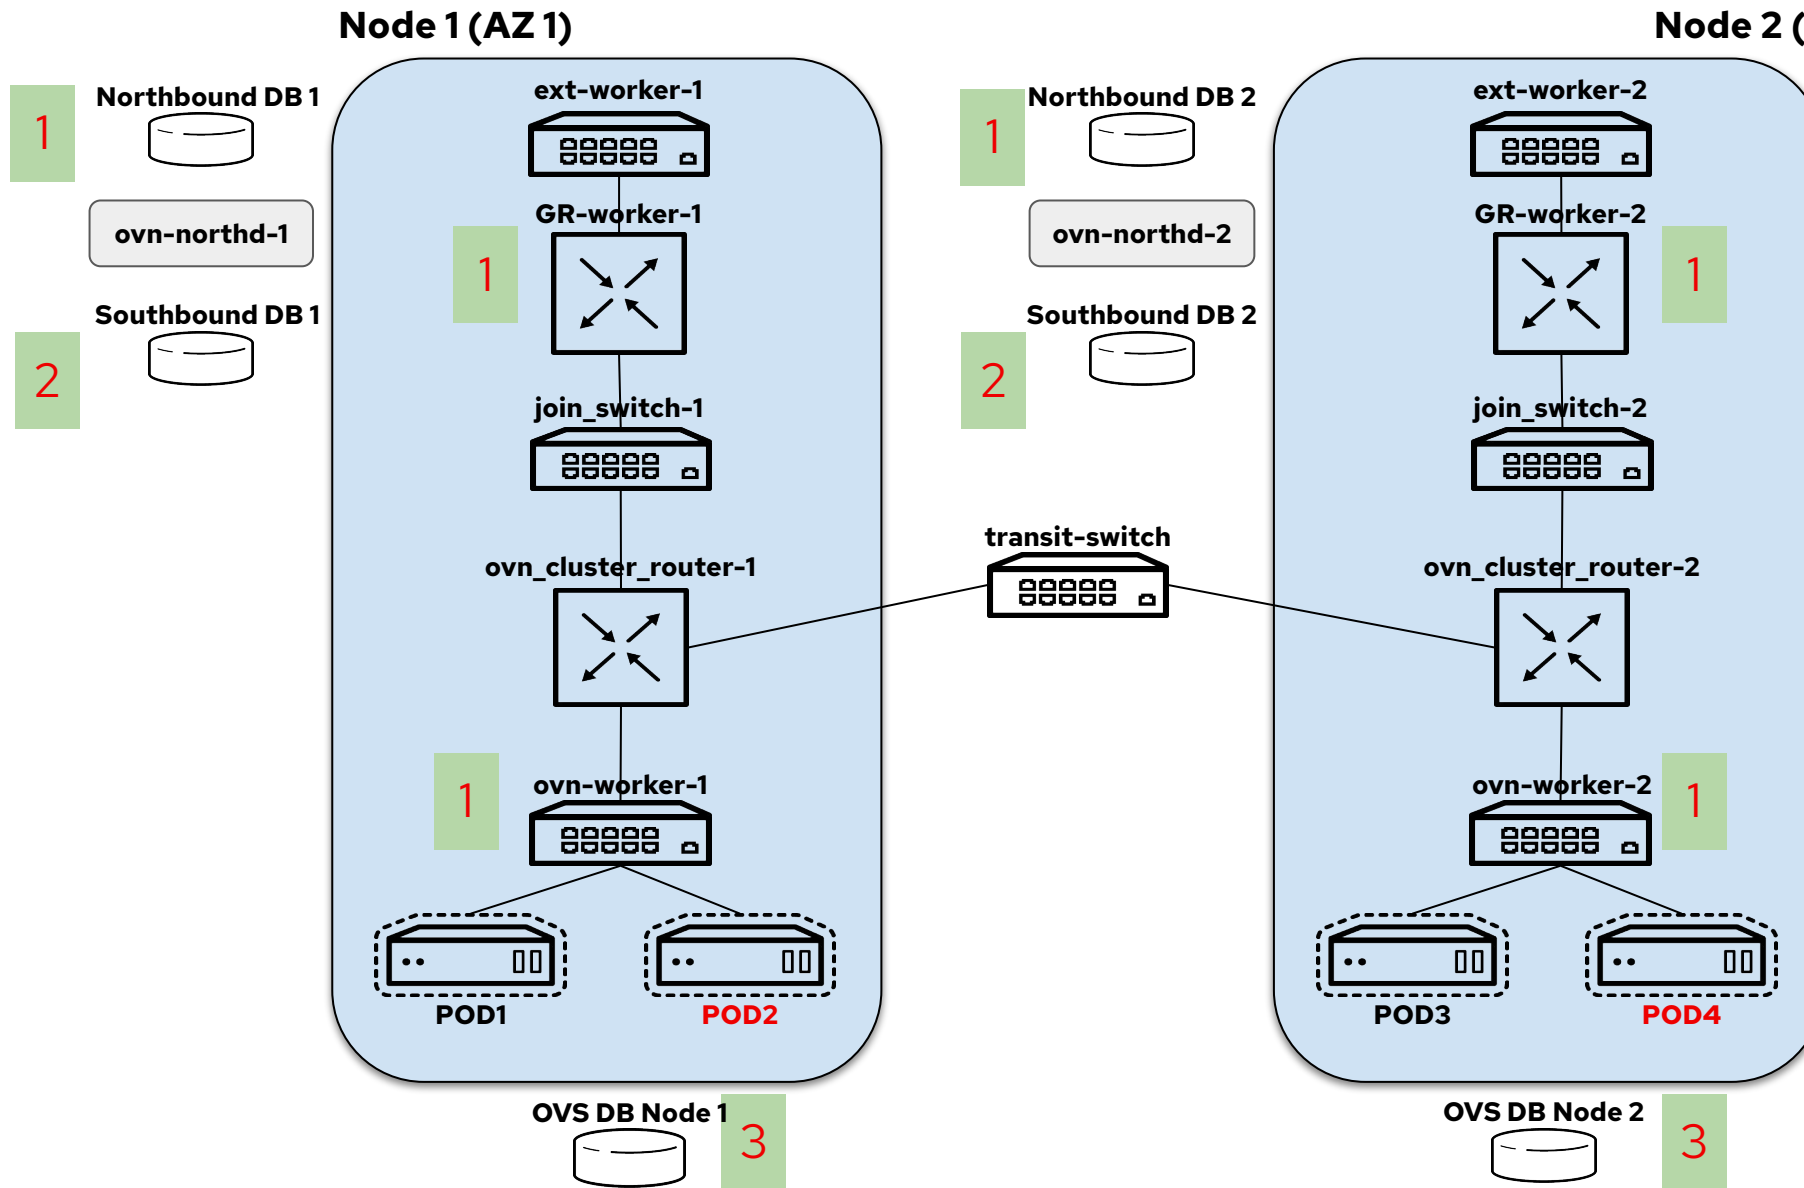 Node 1 (AZ 1)
Node 2 (
1
Northbound DB 1
ext-worker-1
1
Northbound DB 2
ext-worker-2
ovn-northd-1
GR-worker-1
1
ovn-northd-2
GR-worker-2
1
Southbound DB 1
2
Southbound DB 2
2
join_switch-1
join_switch-2
transit-switch
ovn_cluster_router-1
ovn_cluster_router-2
1
ovn-worker-1
ovn-worker-2
1
POD1
POD2
POD3
POD4
OVS DB Node 1
3
OVS DB Node 2
3